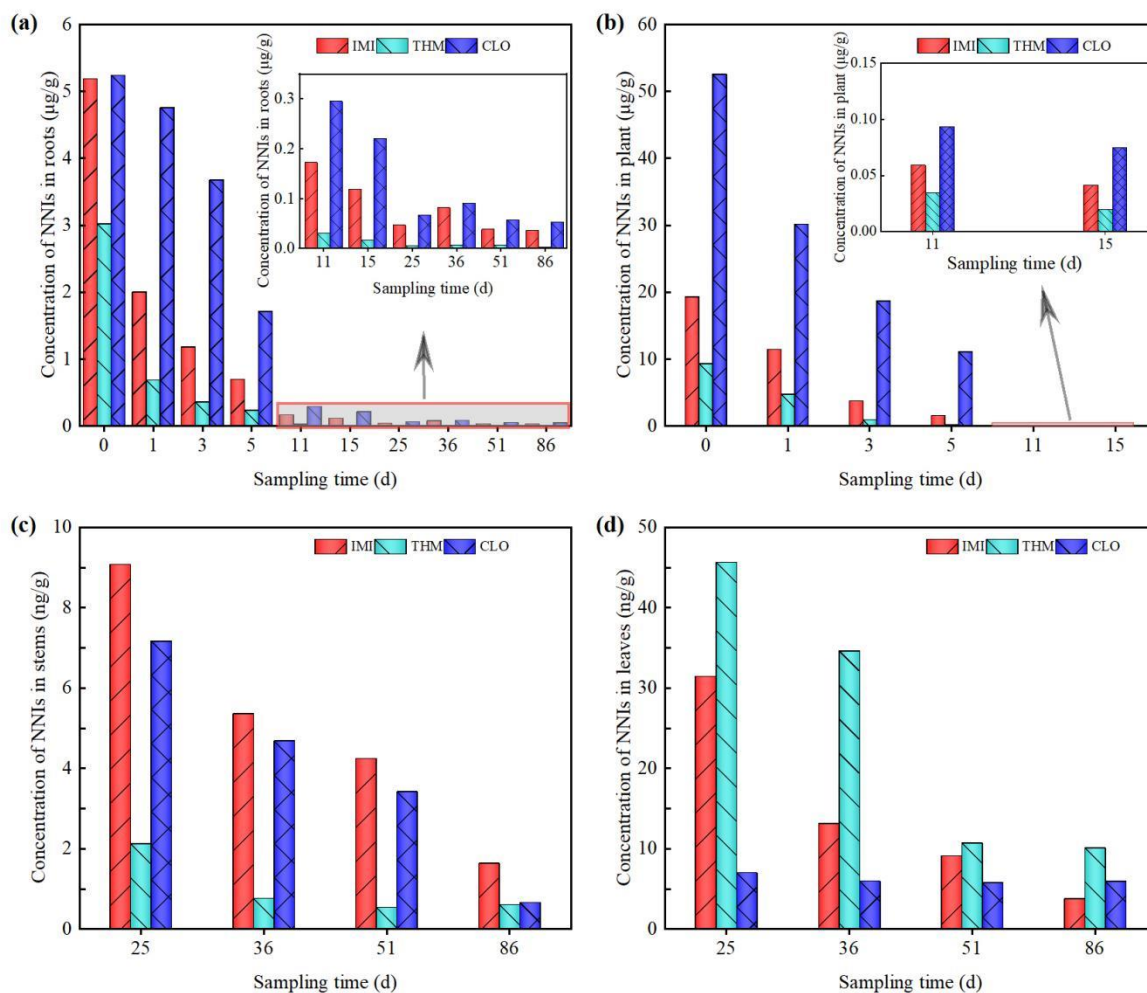 (a)
IMI THM CLO
Concentration of NNIs in roots (μg/g)
6
5
4
3
2
1
0
0 1 3 5 11 15 25 36 51 86
Sampling time (d)
Concentration of NNIs in roots (μg/g)
0.3
0.2
0.1
0.0
11 15 25 36 51 86
Sampling time (d)
(b)
IMI THM CLO
Concentration of NNIs in plant (μg/g)
60
50
40
30
20
10
0
0 1 3 5 11 15
Sampling time (d)
Concentration of NNIs in plant (μg/g)
0.15
0.10
0.05
0.00
11 15
Sampling time (d)
(c)
IMI THM CLO
Concentration of NNIs in stems (ng/g)
10
8
6
4
2
0
25 36 51 86
Sampling time (d)
(d)
IMI THM CLO
Concentration of NNIs in leaves (ng/g)
50
40
30
20
10
0
25 36 51 86
Sampling time (d)